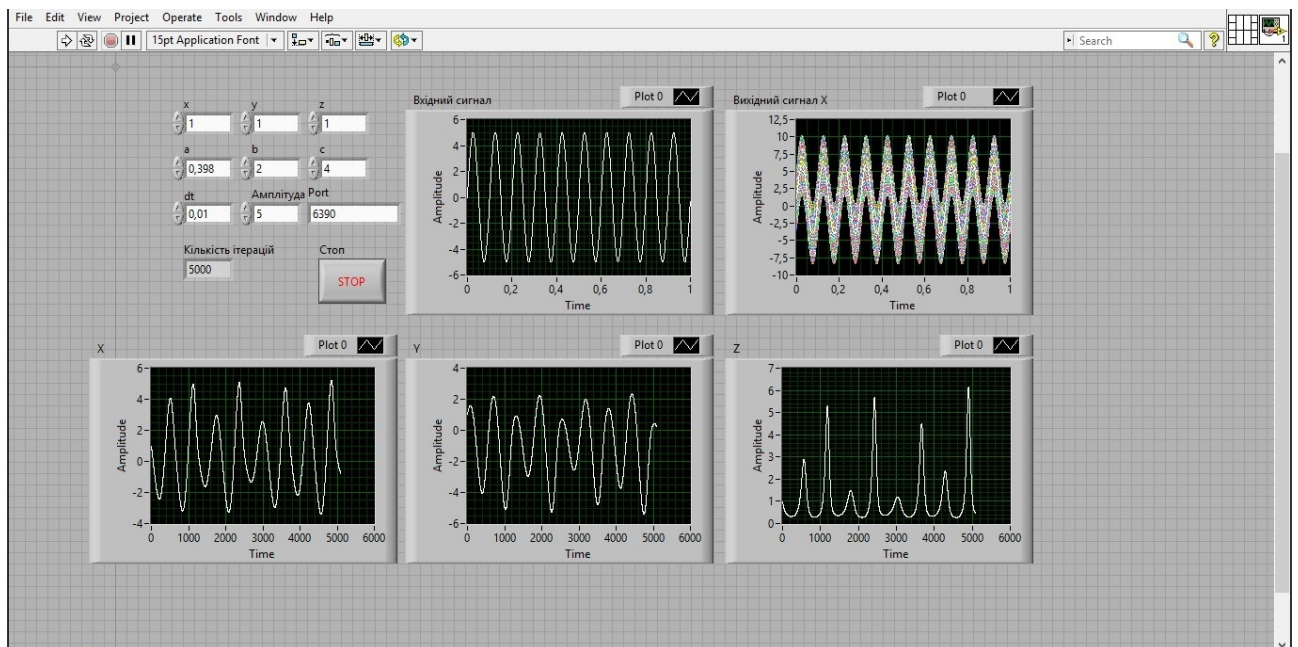 File Edit View Project Operate Tools Window Help
15pt Application Font
Search
1
x y z
1 1 1
a b c
0,398 2 4
dt Амплітуда Port
0,01 5 6390
Кількість ітерацій Стоп
5000
STOP
Вхідний сигнал Plot 0
6
4
2
0
-2
-4
-6
Amplitude
0 0,2 0,4 0,6 0,8 1
Time
Вихідний сигнал X Plot 0
12,5
10
7,5
5
2,5
0
-2,5
-5
-7,5
-10
Amplitude
0 0,2 0,4 0,6 0,8 1
Time
X Plot 0
6
4
2
0
-2
-4
Amplitude
0 1000 2000 3000 4000 5000 6000
Time
Y Plot 0
4
2
0
-2
-4
-6
Amplitude
0 1000 2000 3000 4000 5000 6000
Time
Z Plot 0
7
6
5
4
3
2
1
0
Amplitude
0 1000 2000 3000 4000 5000 6000
Time